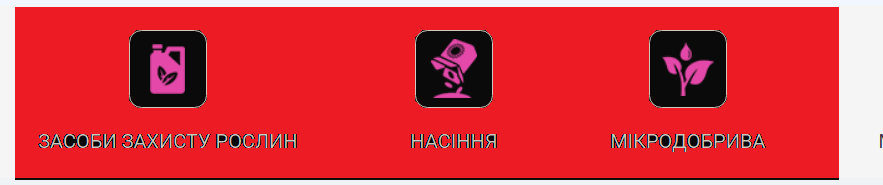 ЗАСОБИ ЗАХИСТУ РОСЛИН
НАСІННЯ
МІКРОДОБРИВА